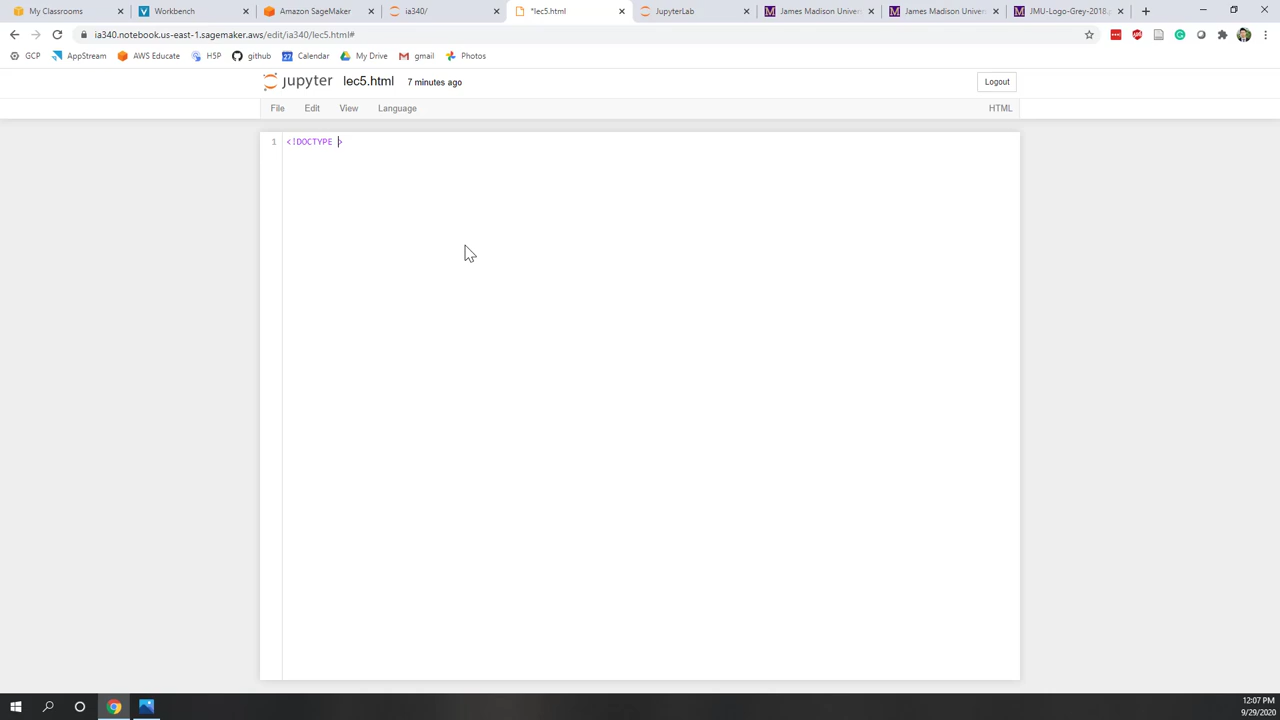 My Classrooms
Workbench
Amazon SageMaker
ia340/
*lec5.html
JupyterLab
James Madison Univer
James Madison Univer
JMU-Logo-Grey-2018
ia340.notebook.us-east-1.sagemaker.aws/edit/ia340/lec5.html#
GCP
AppStream
AWS Educate
H5P
github
Calendar
My Drive
gmail
Photos
jupyter lec5.html 7 minutes ago
Logout
File Edit View Language HTML
1 <!DOCTYPE >
12:07 PM
9/29/2020